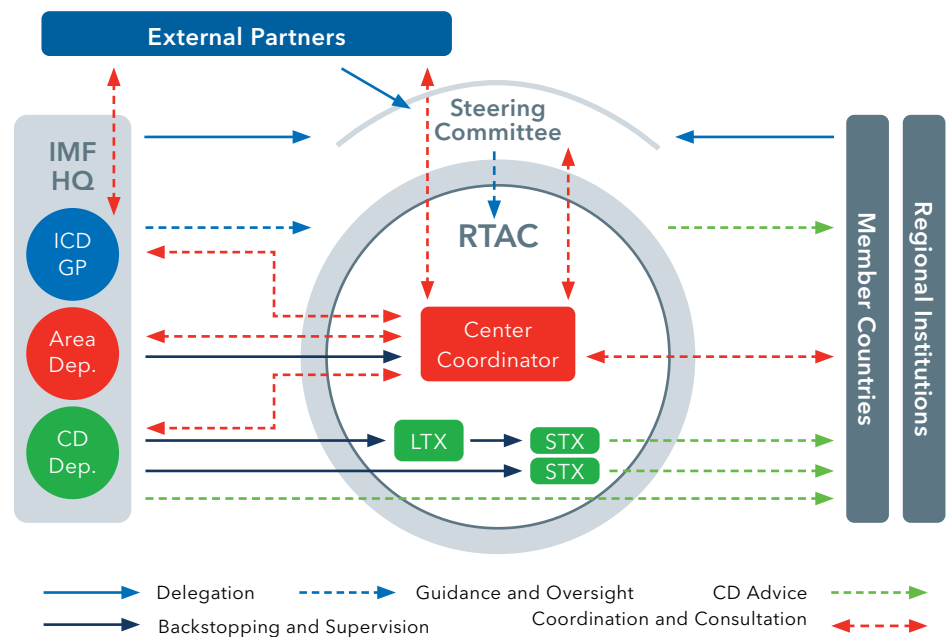 External Partners
Steering
Committee
IMF
HQ
ICD
GP
RTAC
Area
Dep.
Center
Coordinator
CD
Dep.
LTX
STX
STX
Member Countries
Regional Institutions
Delegation
Guidance and Oversight
CD Advice
Backstopping and Supervision
Coordination and Consultation